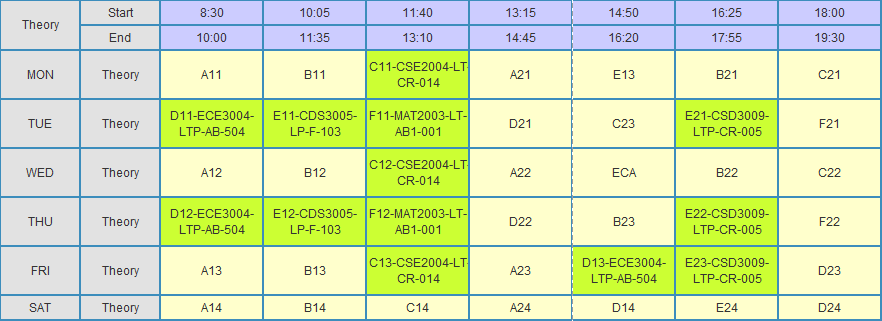 Theory Start 8:30 10:05 11:40 13:15 14:50 16:25 18:00
End 10:00 11:35 13:10 14:45 16:20 17:55 19:30
MON Theory A11 B11 C11-CSE2004-LT-CR-014 A21 E13 B21 C21
TUE Theory D11-ECE3004-LTP-AB-504 E11-CDS3005-LP-F-103 F11-MAT2003-LT-AB1-001 D21 C23 E21-CSD3009-LTP-CR-005 F21
WED Theory A12 B12 C12-CSE2004-LT-CR-014 A22 ECA B22 C22
THU Theory D12-ECE3004-LTP-AB-504 E12-CDS3005-LP-F-103 F12-MAT2003-LT-AB1-001 D22 B23 E22-CSD3009-LTP-CR-005 F22
FRI Theory A13 B13 C13-CSE2004-LT-CR-014 A23 D13-ECE3004-LTP-AB-504 E23-CSD3009-LTP-CR-005 D23
SAT Theory A14 B14 C14 A24 D14 E24 D24